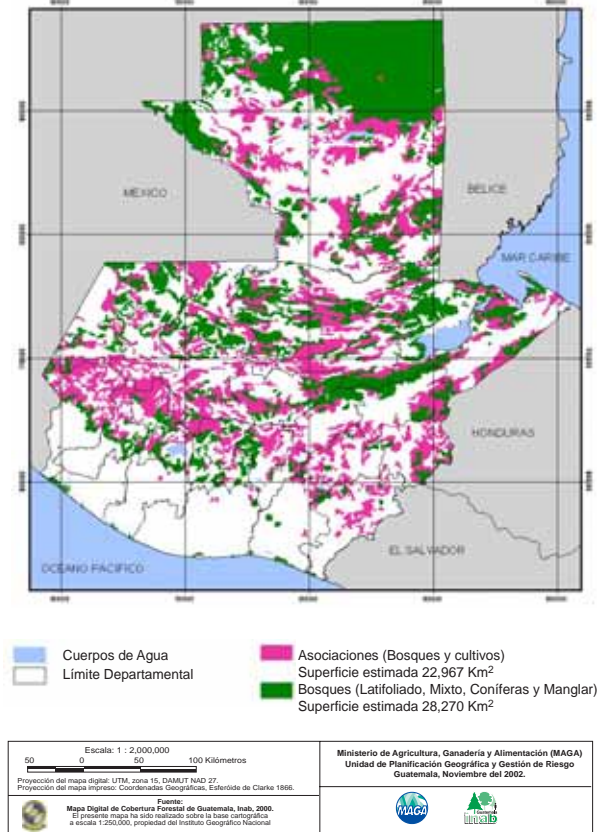 MEXICO
BELICE
MAR CARIBE
HONDURAS
EL SALVADOR
OCEANO PACIFICO
Cuerpos de Agua
Límite Departamental
Asociaciones (Bosques y cultivos)
Superficie estimada 22,967 Km²
Bosques (Latifoliado, Mixto, Coníferas y Manglar)
Superficie estimada 28,270 Km²
Escala: 1 : 2,000,000
50 0 50 100 Kilómetros
Proyección del mapa digital: UTM, zona 15, DAMUT NAD 27.
Proyección del mapa impreso: Coordenadas Geográficas, Esferóide de Clarke 1866.
Fuente:
Mapa Digital de Cobertura Forestal de Guatemala, Inab, 2000.
El presente mapa ha sido realizado sobre la base cartográfica
a escala 1:250,000, propiedad del Instituto Geográfico Nacional
Ministerio de Agricultura, Ganadería y Alimentación (MAGA)
Unidad de Planificación Geográfica y Gestión de Riesgo
Guatemala, Noviembre del 2002.
MAGA
inab